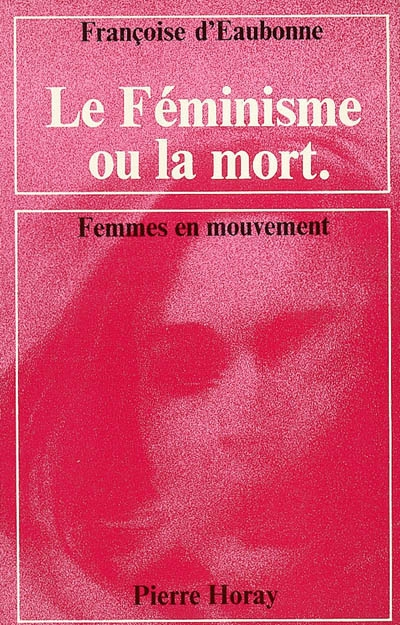 Françoise d'Eaubonne
Le Féminisme
ou la mort.
Femmes en mouvement
Pierre Horay